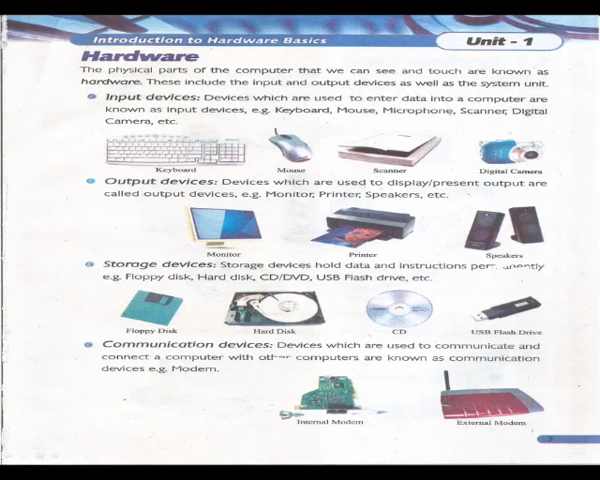 Introduction to Hardware Basics
Unit - 1
Hardware
The physical parts of the computer that we can see and touch are known as
hardware. These include the input and output devices as well as the system unit.
Input devices: Devices which are used to enter data into a computer are
known as input devices, e.g. Keyboard, Mouse, Microphone, Scanner, Digital
Camera, etc.
Keyboard
Mouse
Scanner
Digital Camera
Output devices: Devices which are used to display/present output are
called output devices, e.g. Monitor, Printer, Speakers, etc.
Monitor
Printer
Speakers
Storage devices: Storage devices hold data and instructions permanently
e.g. Floppy disk, Hard disk, CD/DVD, USB Flash drive, etc.
Floppy Disk
Hard Disk
CD
USB Flash Drive
Communication devices: Devices which are used to communicate and
connect a computer with other computers are known as communication
devices e.g. Modem.
Internal Modem
External Modem